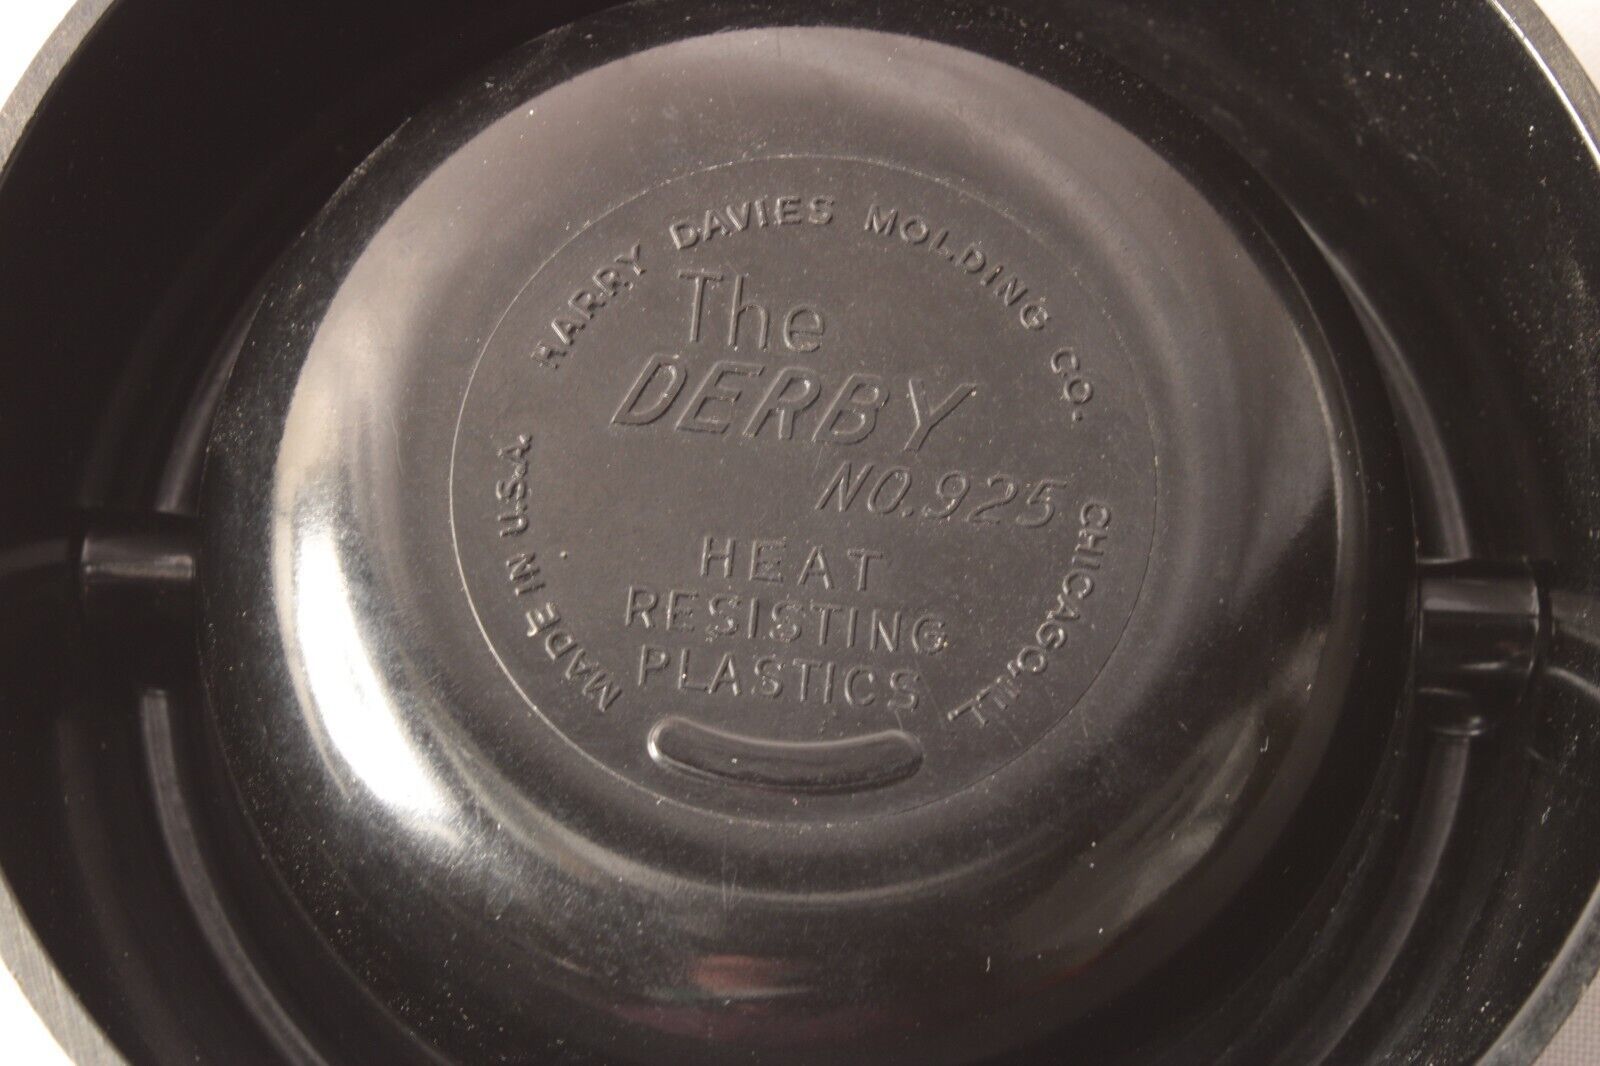 HARRY DAVIES MOLDING CO.
CHICAGO, ILL.
MADE IN U.S.A.
The
DERBY
NO. 925
HEAT
RESISTING
PLASTICS